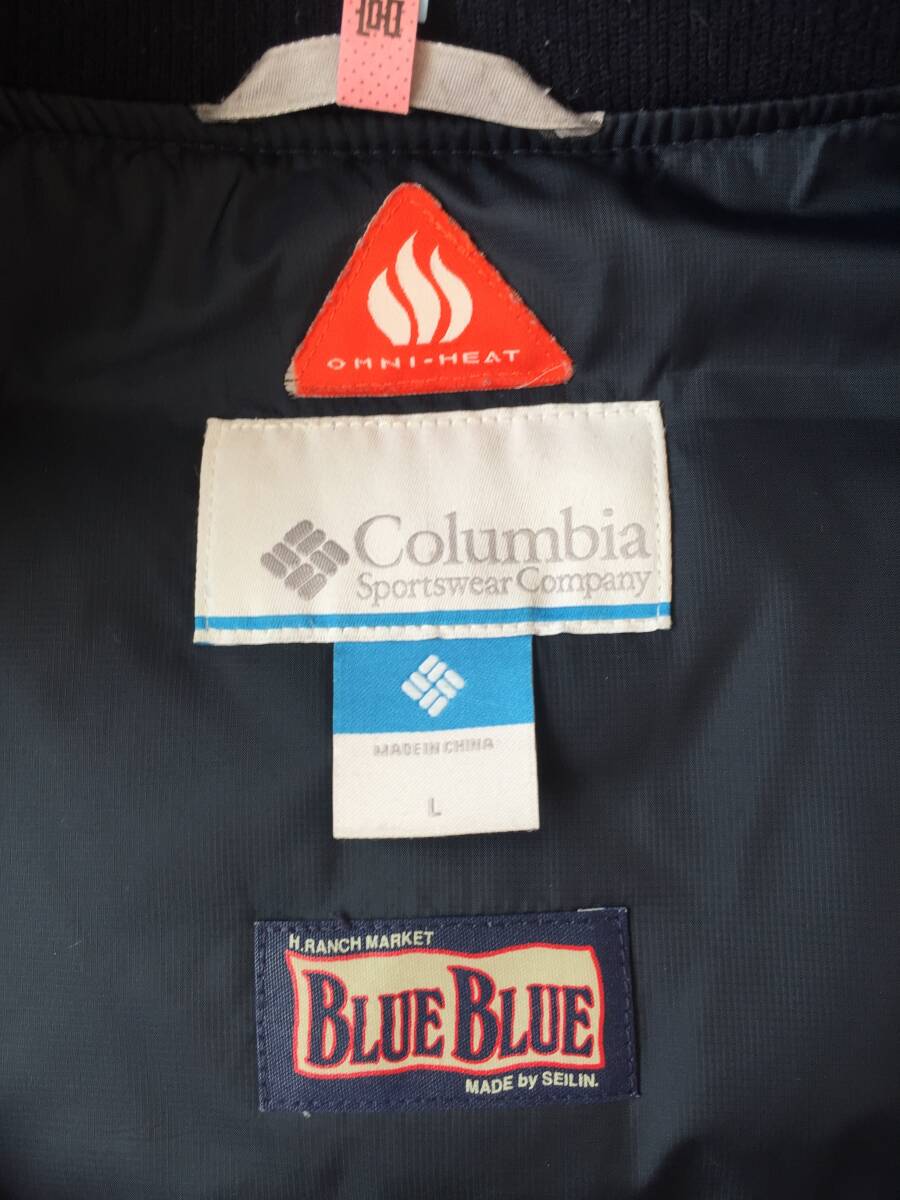 OMNI-HEAT
Columbia
Sportswear Company
MADE IN CHINA
L
H.RANCH MARKET
BLUE BLUE
MADE by SEILIN.